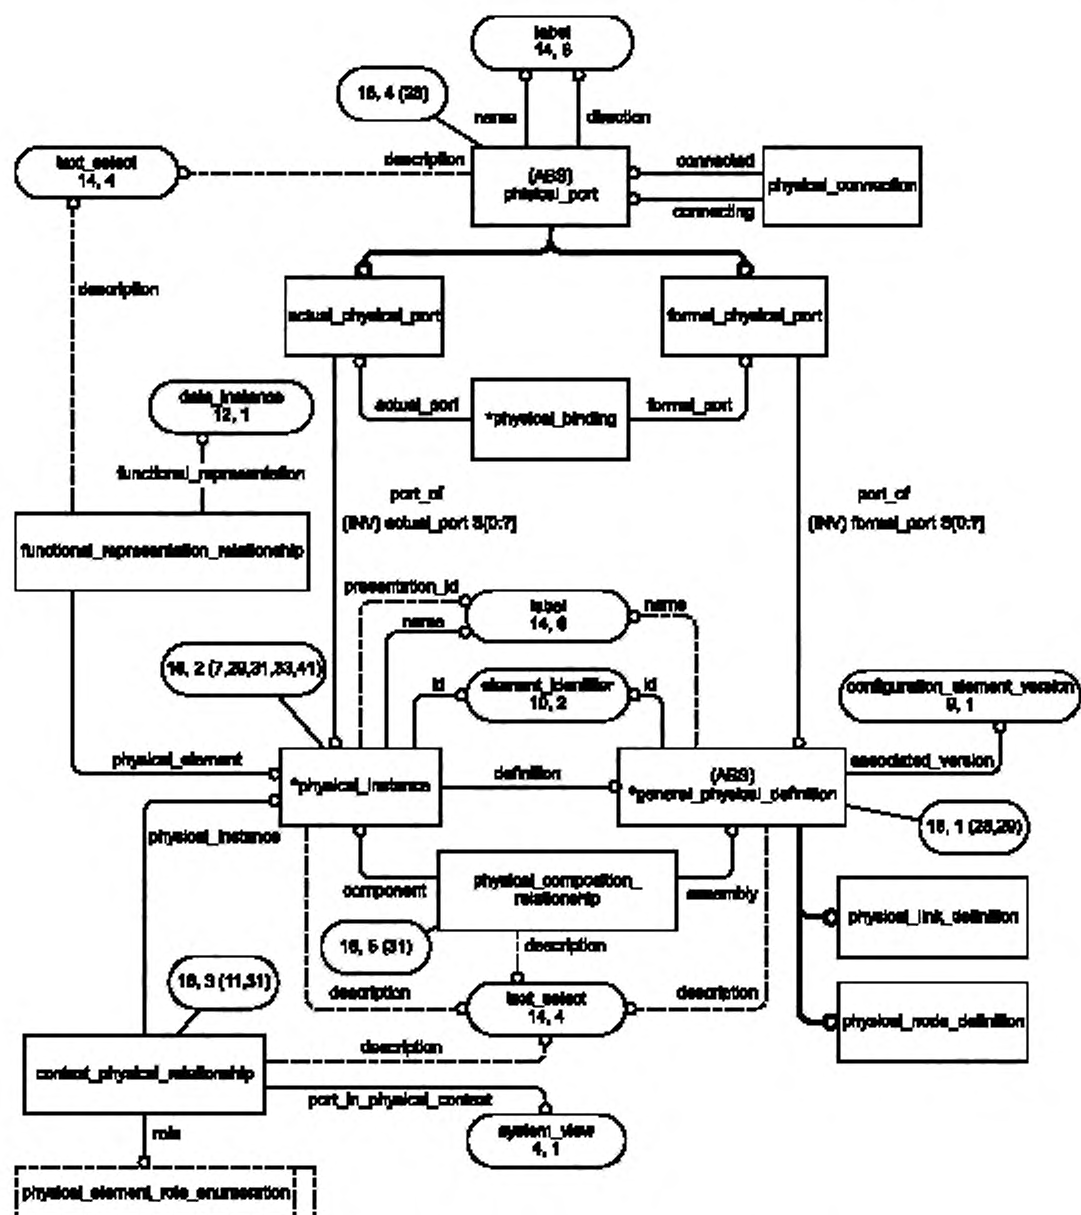 label
14, 6
16, 4 (28)
name
direction
text_select
14, 4
description
(ABS)
phisical_port
connected
connecting
physical_connection
description
actual_physical_port
formal_physical_port
data_instance
12, 1
actual_port
*physical_binding
formal_port
functional_representation
port_of
(INV) actual_port S[0:?]
port_of
(INV) formal_port S[0:?]
functional_representation_relationship
presentation_id
label
14, 6
name
name
16, 2 (7,29,31,33,41)
id
element_identifier
10, 2
id
configuration_element_version
9, 1
physical_element
*physical_instance
definition
(ABS)
*general_physical_definition
associated_version
physical_instance
16, 1 (28,29)
component
physical_composition_
relationship
assembly
physical_link_definition
16, 5 (31)
description
16, 3 (11,31)
description
text_select
14, 4
description
physical_node_definition
description
context_physical_relationship
part_in_physical_context
system_view
4, 1
role
physical_element_role_enumeration